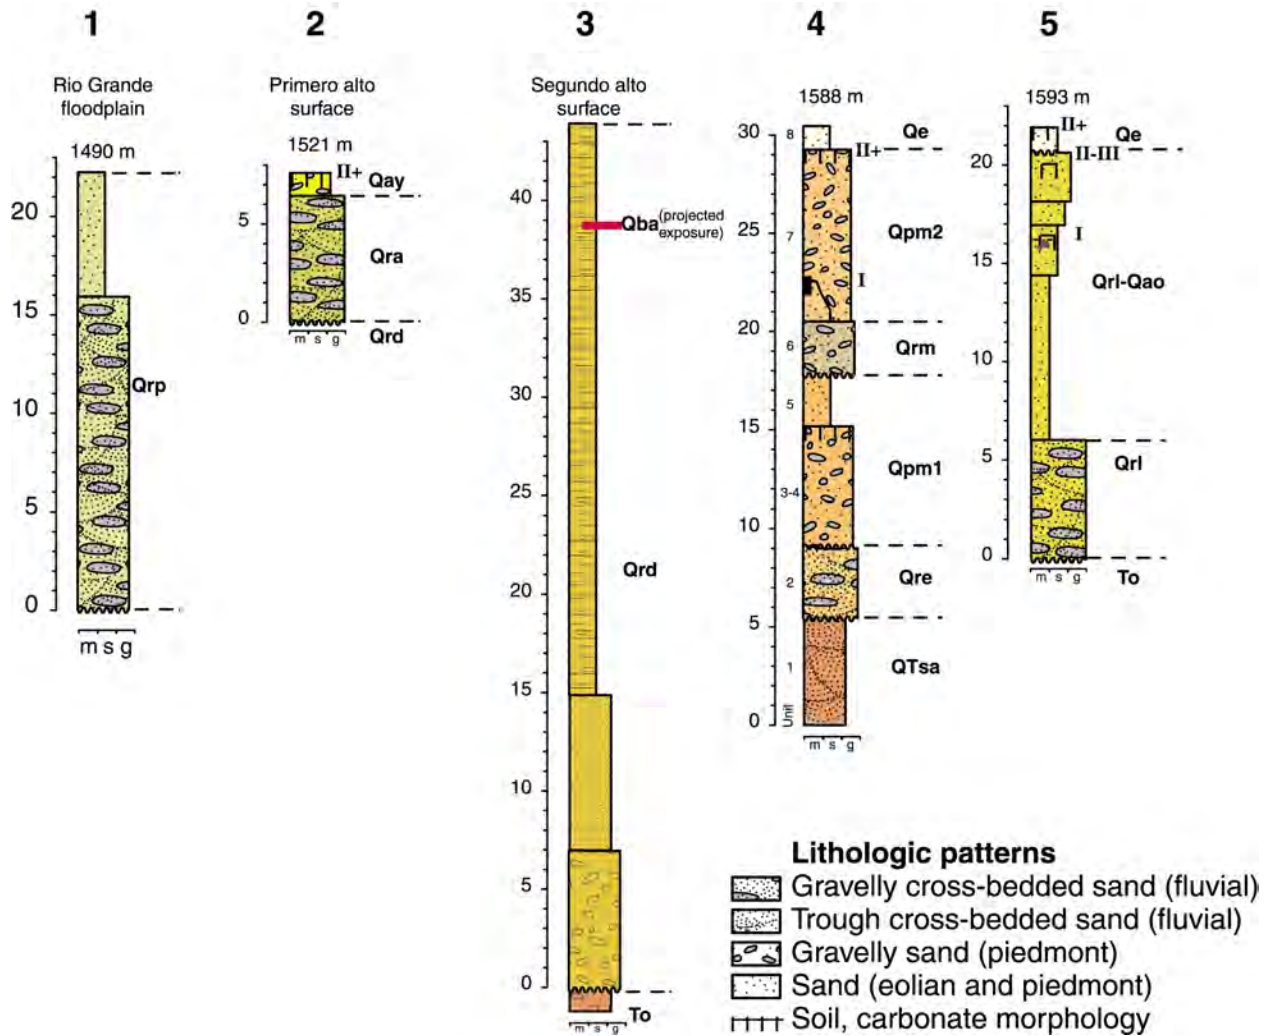 1
2
3
4
5
Rio Grande
floodplain
1490 m
20
15
10
5
0
Qrp
m s g
Primero alto
surface
1521 m
II+
Qay
5
Qra
0
Qrd
m s g
Segundo alto
surface
40
Qba (projected
exposure)
35
30
25
20
Qrd
15
10
5
0
To
m s g
1588 m
30
8
Qe
II+
25
7
Qpm2
I
20
6
Qrm
5
15
Qpm1
3-4
10
2
Qre
5
1
QTsa
0
Unit
m s g
1593 m
II+
Qe
20
II-III
I
15
Qrl-Qao
10
5
Qrl
0
To
m s g
Lithologic patterns
Gravelly cross-bedded sand (fluvial)
Trough cross-bedded sand (fluvial)
Gravelly sand (piedmont)
Sand (eolian and piedmont)
Soil, carbonate morphology